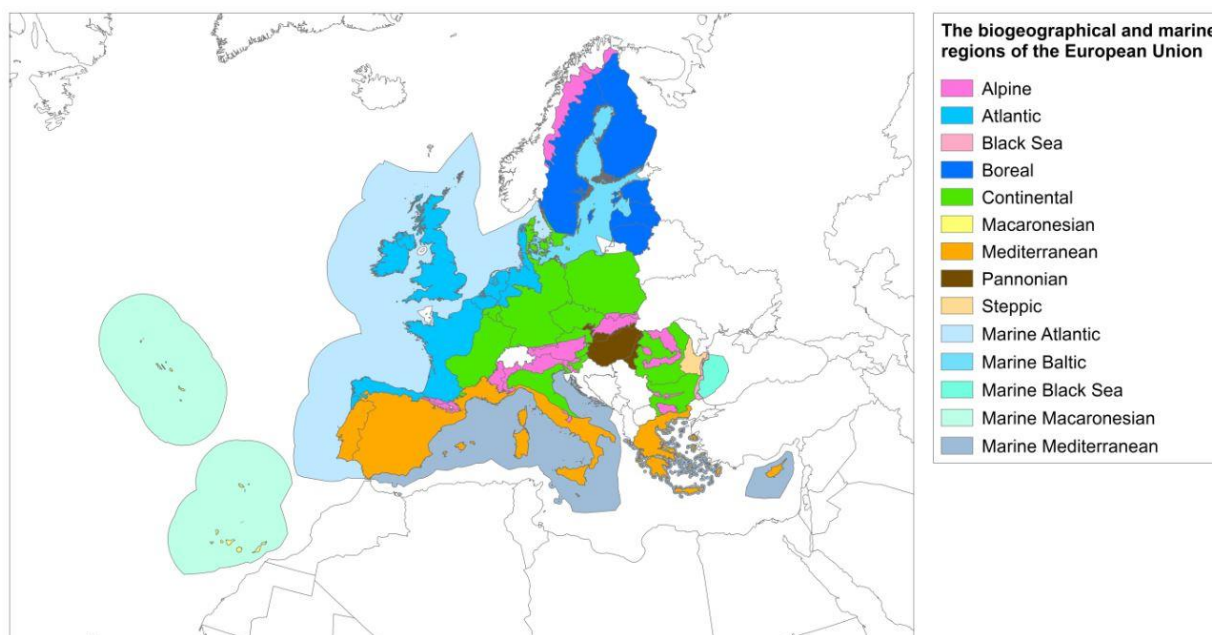 The biogeographical and marine
regions of the European Union
Alpine
Atlantic
Black Sea
Boreal
Continental
Macaronesian
Mediterranean
Pannonian
Steppic
Marine Atlantic
Marine Baltic
Marine Black Sea
Marine Macaronesian
Marine Mediterranean